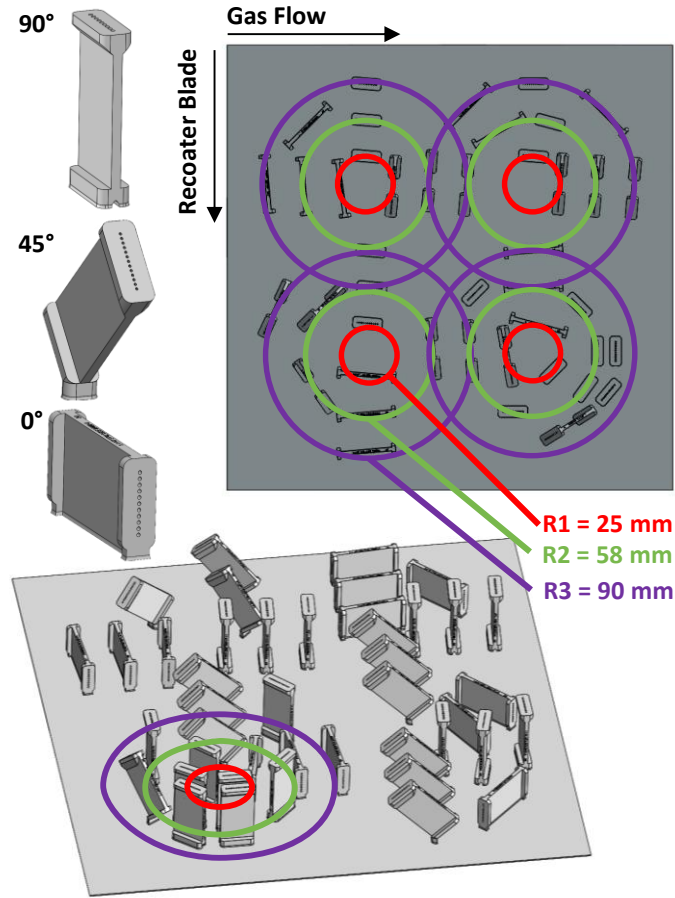 90°
Gas Flow
Recoater Blade
45°
0°
R1 = 25 mm
R2 = 58 mm
R3 = 90 mm